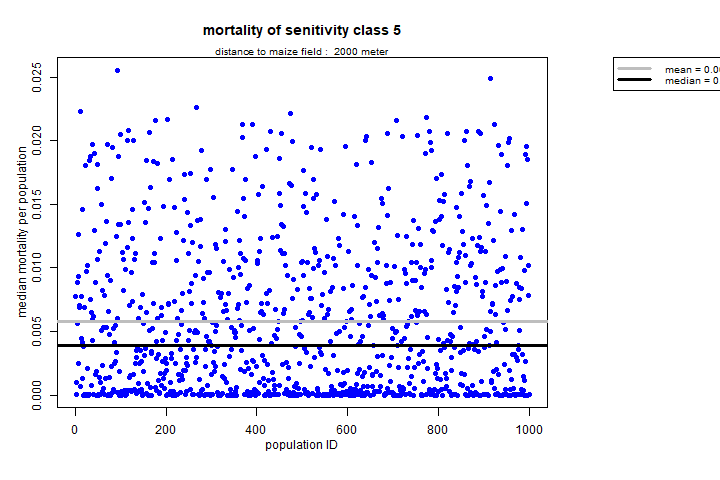 mortality of senitivity class 5
distance to maize field : 2000 meter
mean = 0.00
median = 0
median mortality per population
0.025
0.020
0.015
0.010
0.005
0.000
0 200 400 600 800 1000
population ID